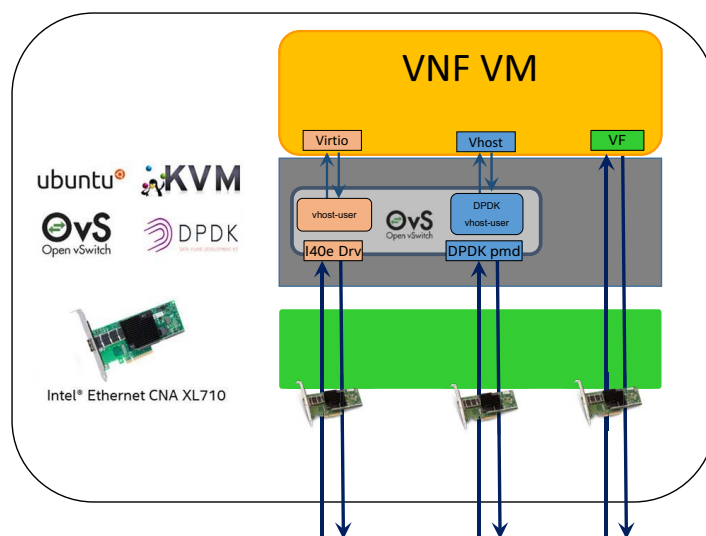 VNF VM
Virtio
Vhost
VF
ubuntu
KVM
OvS
Open vSwitch
DPDK
vhost-user
OvS
Open vSwitch
DPDK
vhost-user
I40e Drv
DPDK pmd
Intel® Ethernet CNA XL710